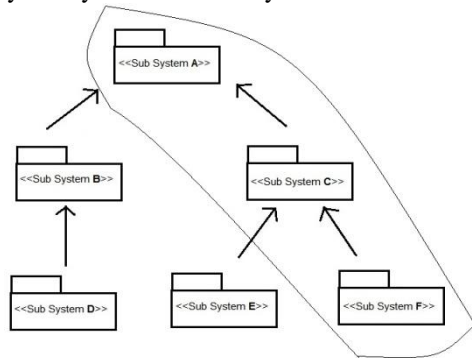 <<Sub System A>>
<<Sub System B>>
<<Sub System C>>
<<Sub System D>>
<<Sub System E>>
<<Sub System F>>